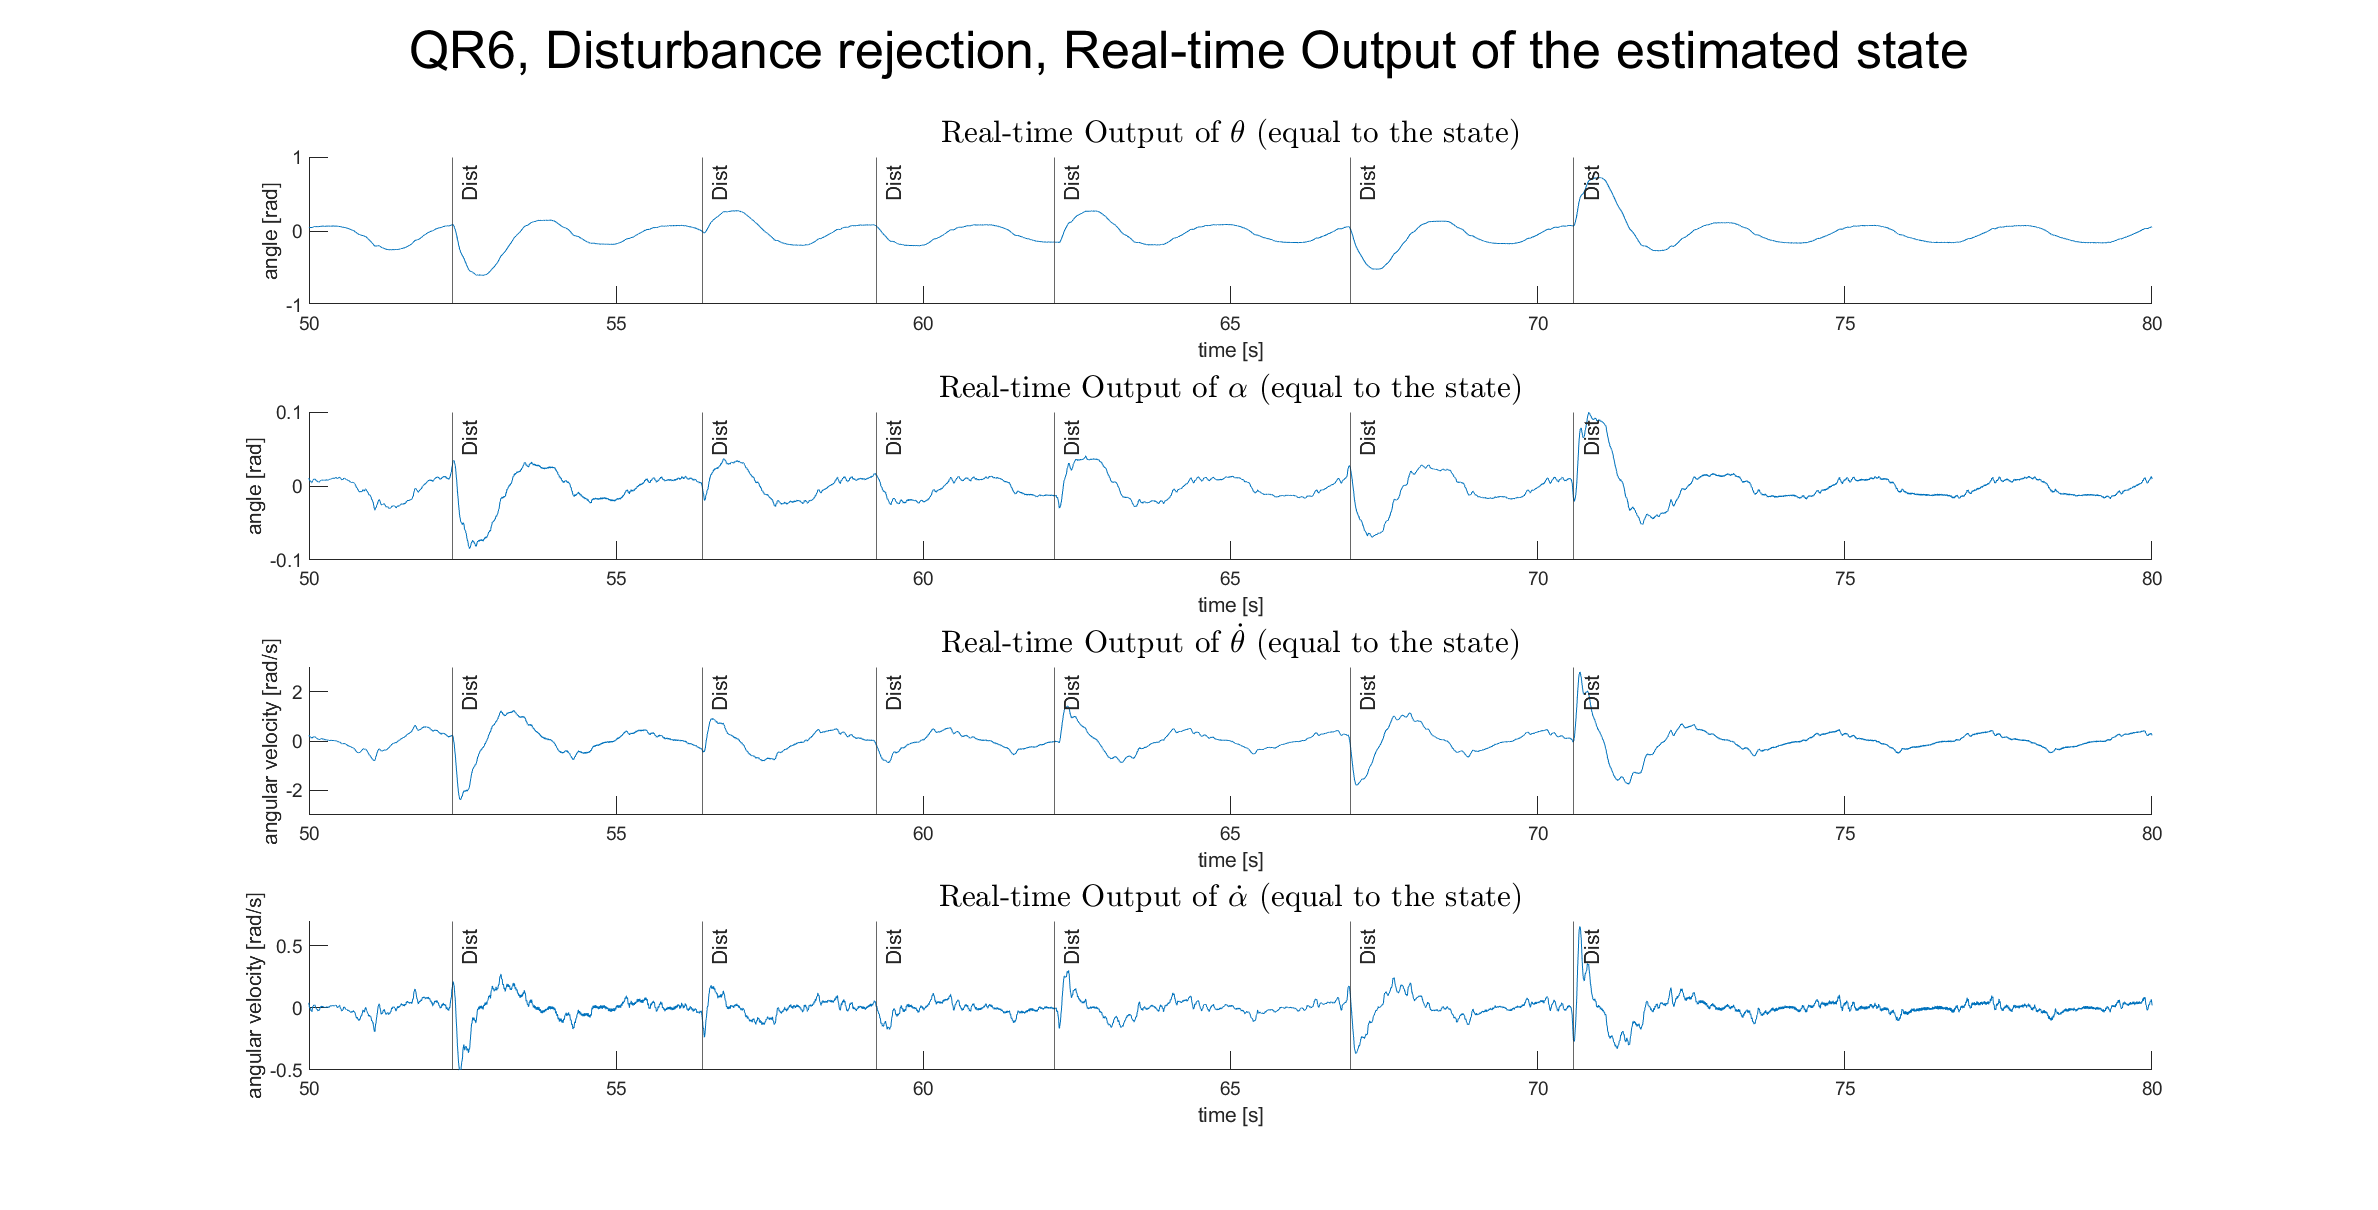 QR6, Disturbance rejection, Real-time Output of the estimated state
Real-time Output of θ (equal to the state)
angle [rad]
1
0
-1
Dist Dist Dist Dist Dist Dist
50 55 60 65 70 75 80
time [s]
Real-time Output of α (equal to the state)
angle [rad]
0.1
0
-0.1
Dist Dist Dist Dist Dist Dist
50 55 60 65 70 75 80
time [s]
Real-time Output of θ̇ (equal to the state)
angular velocity [rad/s]
2
0
-2
Dist Dist Dist Dist Dist Dist
50 55 60 65 70 75 80
time [s]
Real-time Output of α̇ (equal to the state)
angular velocity [rad/s]
0.5
0
-0.5
Dist Dist Dist Dist Dist Dist
50 55 60 65 70 75 80
time [s]